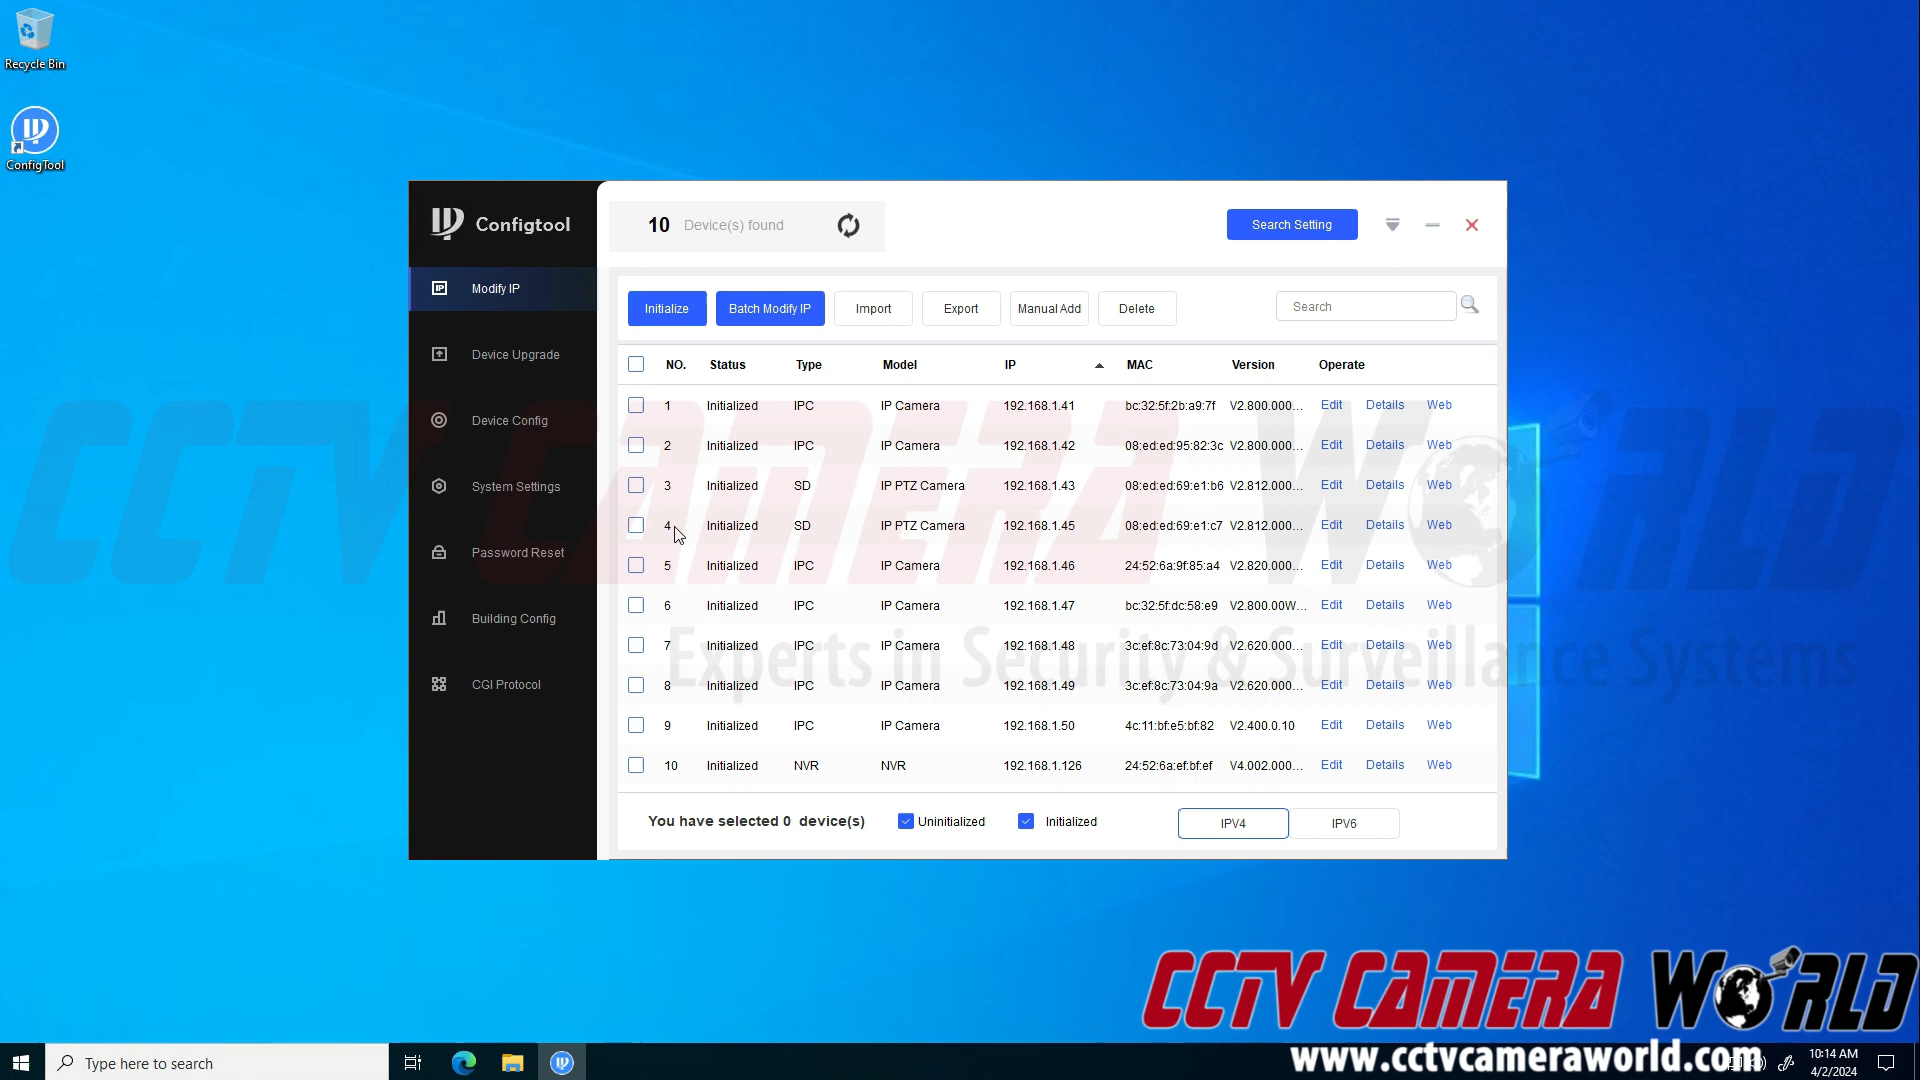 Recycle Bin
ConfigTool
Configtool
10 Device(s) found
Search Setting
Modify IP
Device Upgrade
Device Config
System Settings
Password Reset
Building Config
CGI Protocol
Initialize Batch Modify IP Import Export Manual Add Delete Search
NO. Status Type Model IP MAC Version Operate
1 Initialized IPC IP Camera 192.168.1.41 bc:32:5f:2b:a9:7f V2.800.000... Edit Details Web
2 Initialized IPC IP Camera 192.168.1.42 08:ed:ed:95:82:3c V2.800.000... Edit Details Web
3 Initialized SD IP PTZ Camera 192.168.1.43 08:ed:ed:69:e1:b6 V2.812.000... Edit Details Web
4 Initialized SD IP PTZ Camera 192.168.1.45 08:ed:ed:69:e1:c7 V2.812.000... Edit Details Web
5 Initialized IPC IP Camera 192.168.1.46 24:52:6a:9f:85:a4 V2.820.000... Edit Details Web
6 Initialized IPC IP Camera 192.168.1.47 bc:32:5f:dc:58:e9 V2.800.00W... Edit Details Web
7 Initialized IPC IP Camera 192.168.1.48 3c:ef:8c:73:04:9d V2.620.000... Edit Details Web
8 Initialized IPC IP Camera 192.168.1.49 3c:ef:8c:73:04:9a V2.620.000... Edit Details Web
9 Initialized IPC IP Camera 192.168.1.50 4c:11:bf:e5:bf:82 V2.400.0.10 Edit Details Web
10 Initialized NVR NVR 192.168.1.126 24:52:6a:ef:bf:ef V4.002.000... Edit Details Web
You have selected 0 device(s) Uninitialized Initialized IPV4 IPV6
CCTV CAMERA WORLD
Experts in Security & Surveillance Systems
CCTV CAMERA WORLD
www.cctvcameraworld.com
Type here to search
10:14 AM
4/2/2024